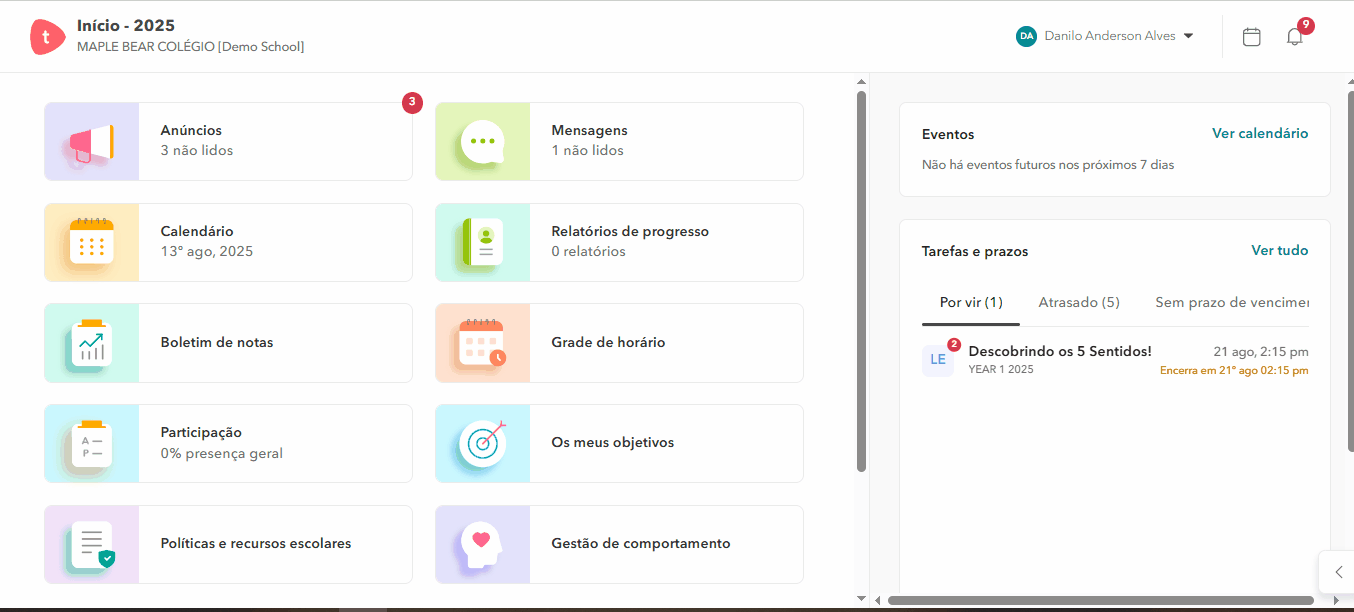 t
Início - 2025
MAPLE BEAR COLÉGIO [Demo School]
DA
Danilo Anderson Alves
9
3
Anúncios
3 não lidos
Mensagens
1 não lidos
Calendário
13º ago, 2025
Relatórios de progresso
0 relatórios
Boletim de notas
Grade de horário
A
P
Participação
0% presença geral
Os meus objetivos
Políticas e recursos escolares
Gestão de comportamento
Eventos
Ver calendário
Não há eventos futuros nos próximos 7 dias
Tarefas e prazos
Ver tudo
Por vir (1)
Atrasado (5)
Sem prazo de vencimen
LE
2
Descobrindo os 5 Sentidos!
21 ago, 2:15 pm
YEAR 1 2025
Encerra em 21º ago 02:15 pm